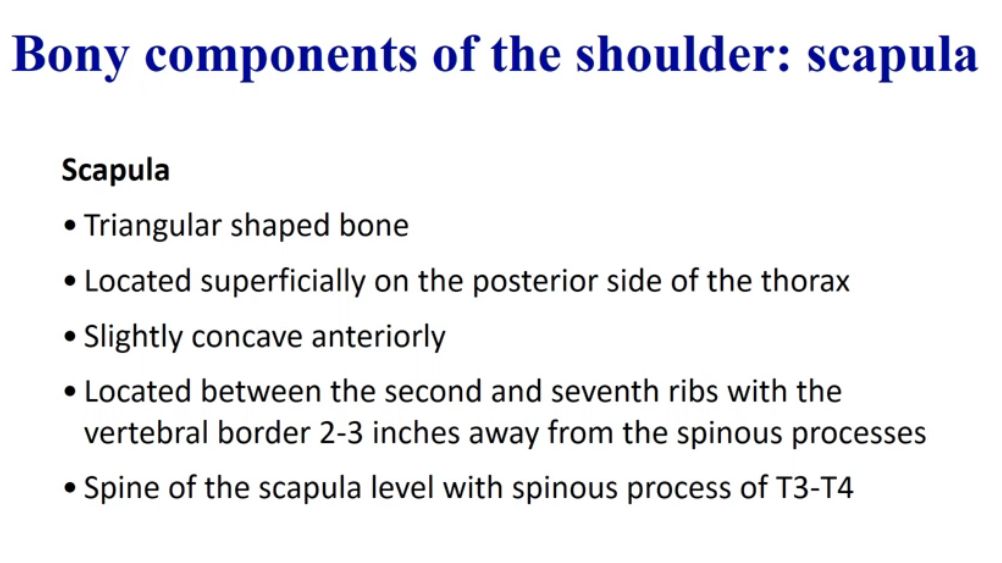 Bony components of the shoulder: scapula
Scapula
• Triangular shaped bone
• Located superficially on the posterior side of the thorax
• Slightly concave anteriorly
• Located between the second and seventh ribs with the
vertebral border 2-3 inches away from the spinous processes
• Spine of the scapula level with spinous process of T3-T4